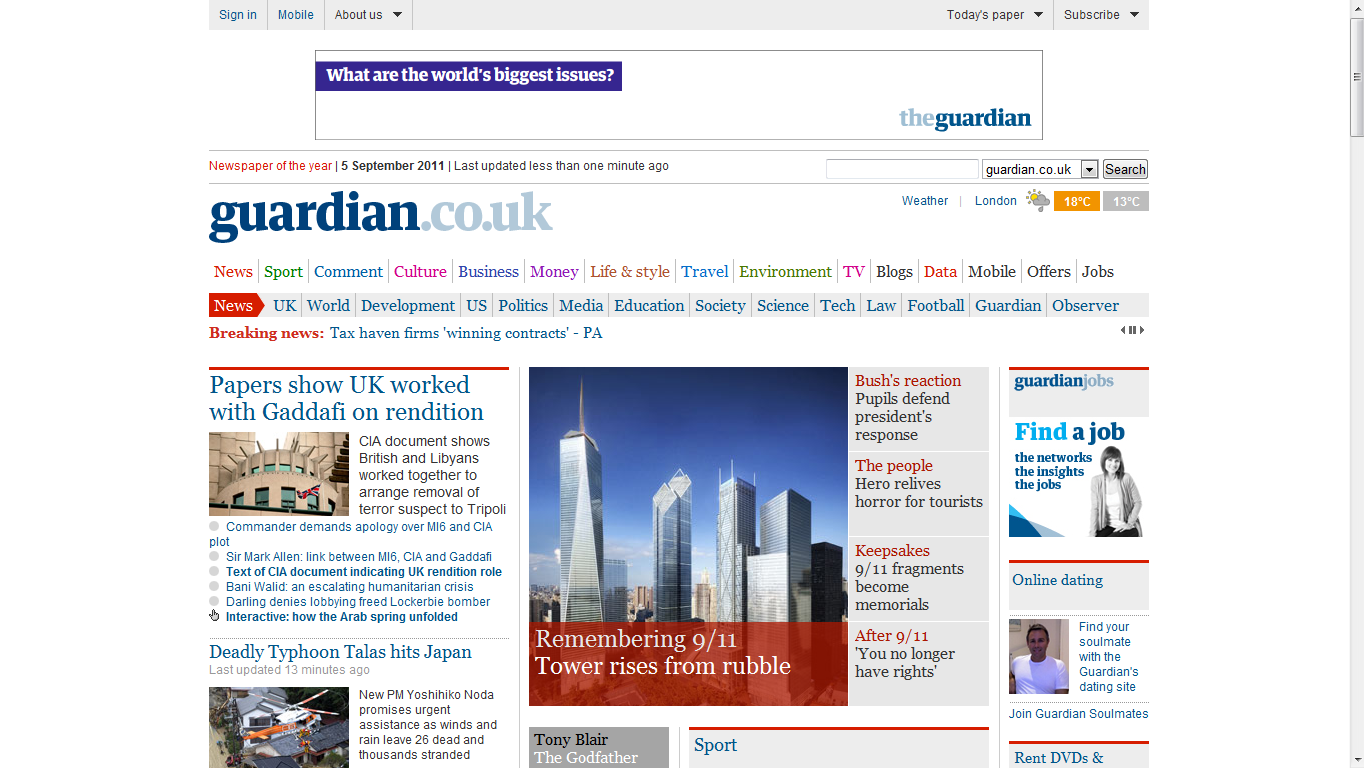 Sign in
Mobile
About us
Today's paper
Subscribe
What are the world's biggest issues?
theguardian
Newspaper of the year | 5 September 2011 | Last updated less than one minute ago
guardian.co.uk
Search
guardian.co.uk
Weather | London
18°C
13°C
News Sport Comment Culture Business Money Life & style Travel Environment TV Blogs Data Mobile Offers Jobs
News UK World Development US Politics Media Education Society Science Tech Law Football Guardian Observer
Breaking news: Tax haven firms 'winning contracts' - PA
Papers show UK worked
with Gaddafi on rendition
CIA document shows
British and Libyans
worked together to
arrange removal of
terror suspect to Tripoli
Commander demands apology over MI6 and CIA
plot
Sir Mark Allen: link between MI6, CIA and Gaddafi
Text of CIA document indicating UK rendition role
Bani Walid: an escalating humanitarian crisis
Darling denies lobbying freed Lockerbie bomber
Interactive: how the Arab spring unfolded
Deadly Typhoon Talas hits Japan
Last updated 13 minutes ago
New PM Yoshihiko Noda
promises urgent
assistance as winds and
rain leave 26 dead and
thousands stranded
Remembering 9/11
Tower rises from rubble
Bush's reaction
Pupils defend
president's
response
The people
Hero relives
horror for tourists
Keepsakes
9/11 fragments
become
memorials
After 9/11
'You no longer
have rights'
Tony Blair
The Godfather
Sport
guardianjobs
Find a job
the networks
the insights
the jobs
Online dating
Find your
soulmate
with the
Guardian's
dating site
Join Guardian Soulmates
Rent DVDs &